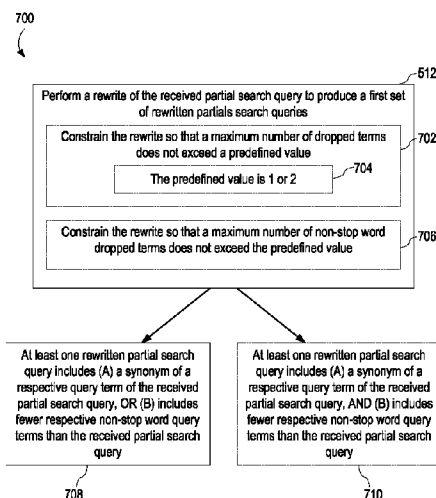 700
512
Perform a rewrite of the received partial search query to produce a first set
of rewritten partials search queries
Constrain the rewrite so that a maximum number of dropped terms
does not exceed a predefined value
702
The predefined value is 1 or 2
704
Constrain the rewrite so that a maximum number of non-stop word
dropped terms does not exceed the predefined value
706
At least one rewritten partial search
query includes (A) a synonym of a
respective query term of the received
partial search query, OR (B) includes
fewer respective non-stop word query
terms than the received partial search
query
708
At least one rewritten partial search
query includes (A) a synonym of a
respective query term of the received
partial search query, AND (B) includes
fewer respective non-stop word query
terms than the received partial search
query
710